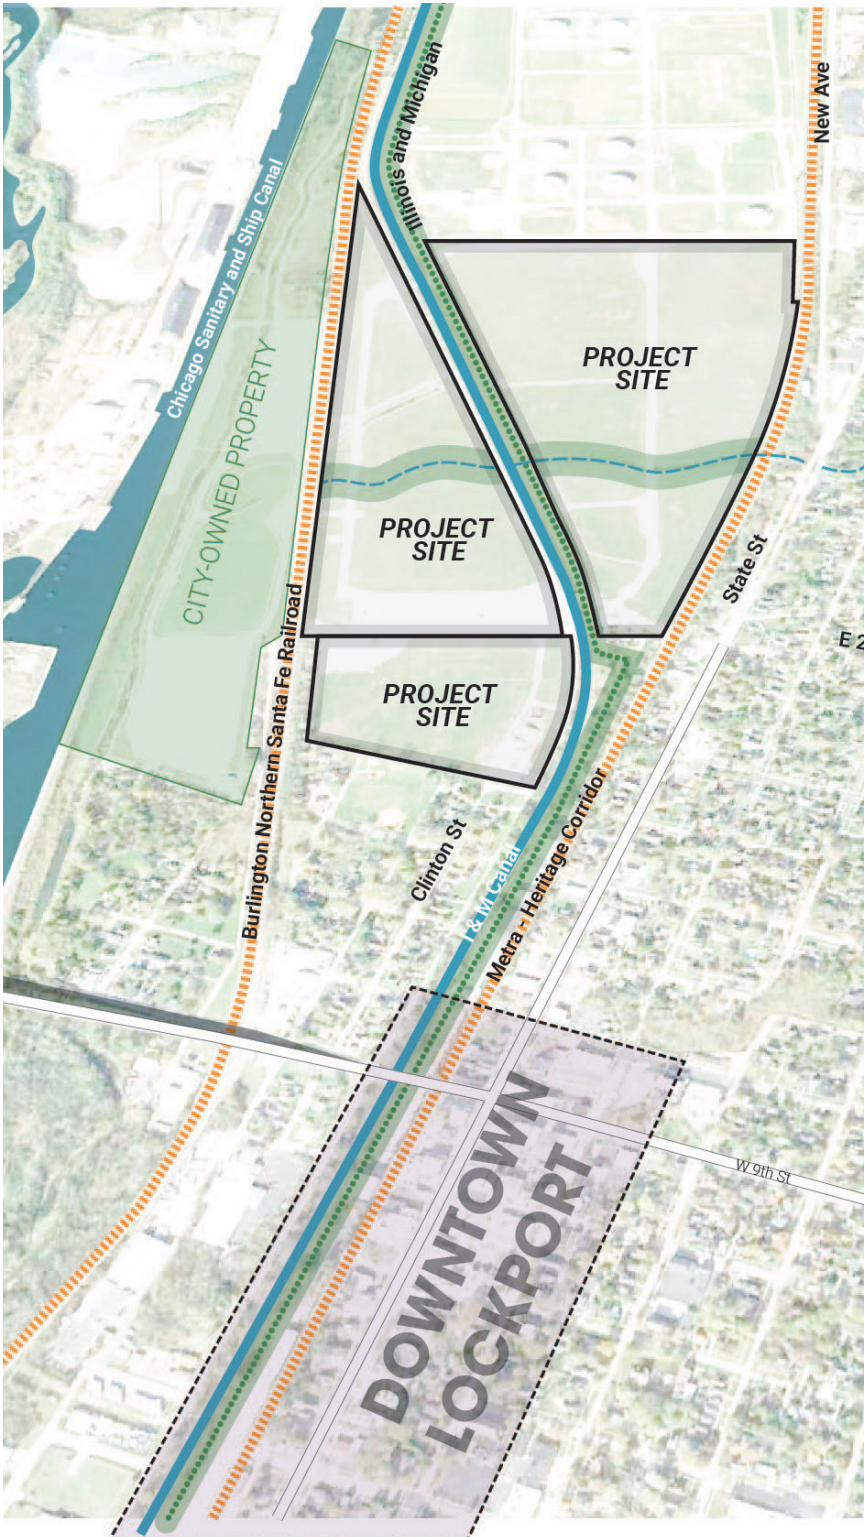 Illinois and Michigan
New Ave
Chicago Sanitary and Ship Canal
CITY-OWNED PROPERTY
PROJECT
SITE
PROJECT
SITE
State St
E 2
Burlington Northern Santa Fe Railroad
PROJECT
SITE
Clinton St
I & M Canal
Metra - Heritage Corridor
W 9th St
DOWNTOWN
LOCKPORT